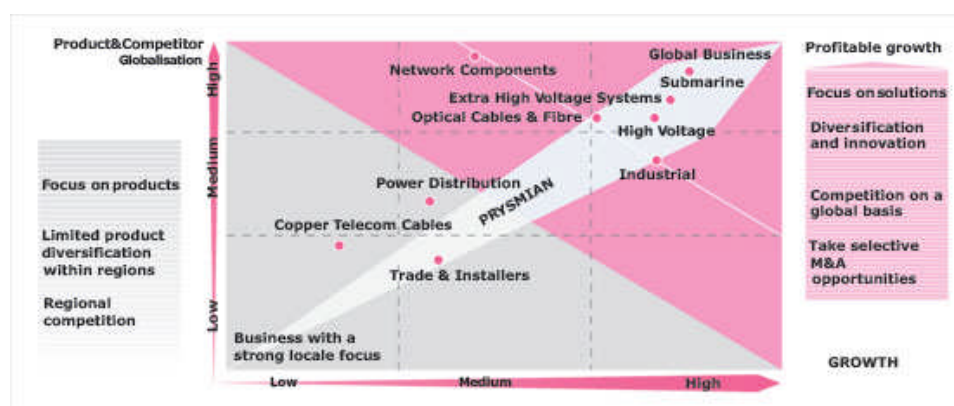 Product&Competitor
Globalisation
High
Medium
Low
Focus on products
Limited product
diversification
within regions
Regional
competition
Network Components
Global Business
Submarine
Extra High Voltage Systems
Optical Cables & Fibre
High Voltage
Industrial
Power Distribution
PRYSMIAN
Copper Telecom Cables
Trade & Installers
Business with a
strong locale focus
Low
Medium
High
Profitable growth
Focus on solutions
Diversification
and innovation
Competition on a
global basis
Take selective
M&A
opportunities
GROWTH